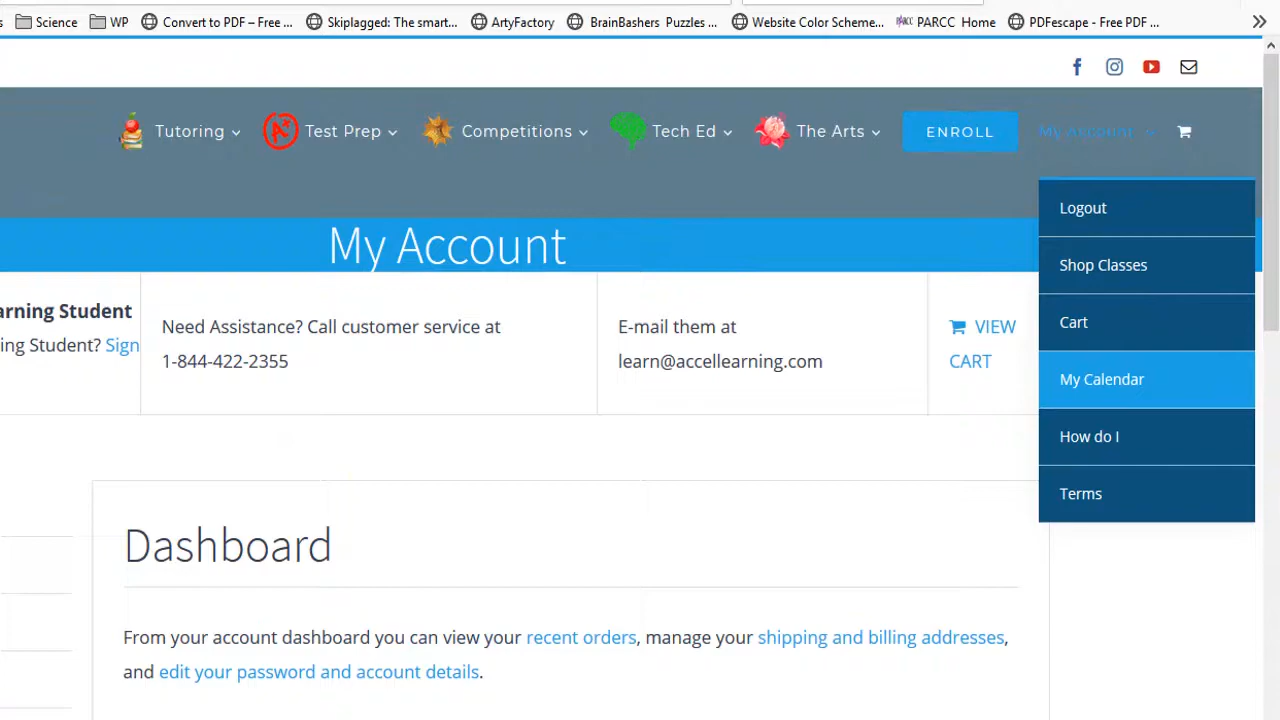 s Science WP Convert to PDF – Free ... Skiplagged: The smart... ArtyFactory BrainBashers Puzzles ... Website Color Scheme... PARCC Home PDFescape - Free PDF ...
Tutoring A+ Test Prep Competitions Tech Ed The Arts ENROLL My Account
Logout
Shop Classes
Cart
My Calendar
How do I
Terms
My Account
arning Student
ing Student? Sign
Need Assistance? Call customer service at
1-844-422-2355
E-mail them at
learn@accellearning.com
VIEW
CART
Dashboard
From your account dashboard you can view your recent orders, manage your shipping and billing addresses,
and edit your password and account details.